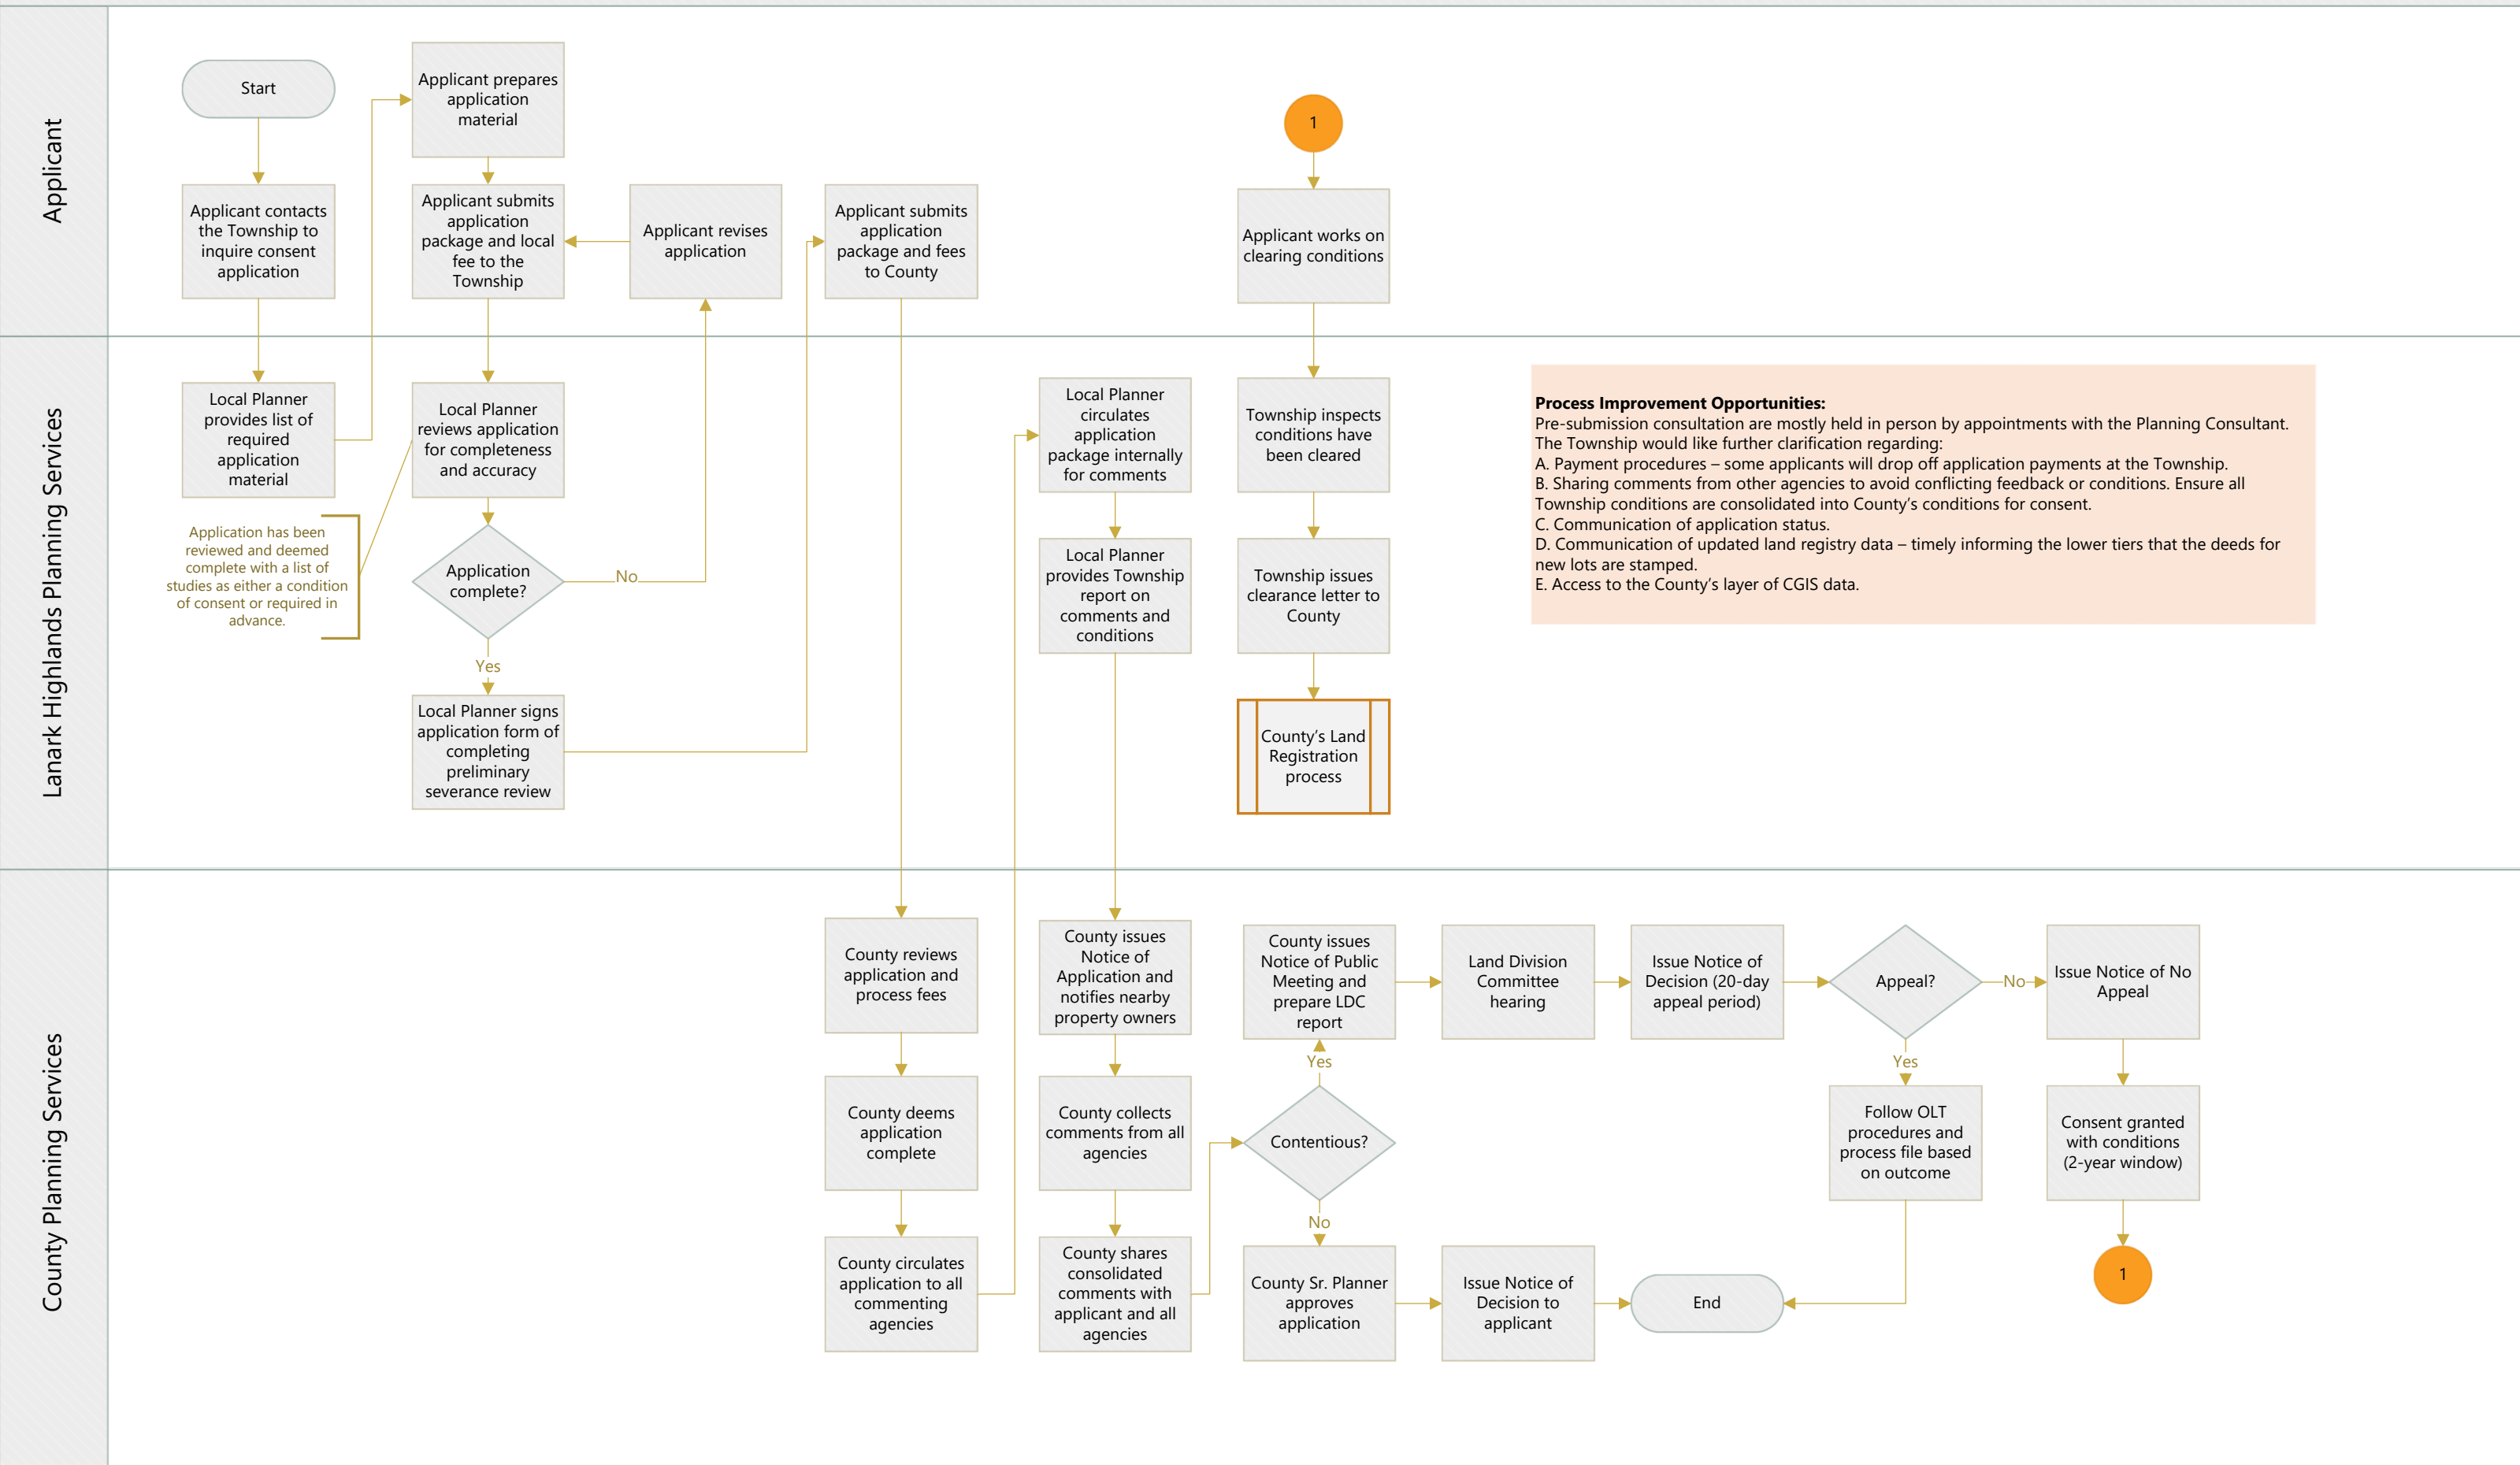 Applicant
Start
Applicant contacts
the Township to
inquire consent
application
Applicant prepares
application
material
Applicant submits
application
package and local
fee to the
Township
Applicant revises
application
Applicant submits
application
package and fees
to County
1
Applicant works on
clearing conditions
Lanark Highlands Planning Services
Local Planner
provides list of
required
application
material
Application has been
reviewed and deemed
complete with a list of
studies as either a condition
of consent or required in
advance.
Local Planner
reviews application
for completeness
and accuracy
Application
complete?
No
Yes
Local Planner signs
application form of
completing
preliminary
severance review
Local Planner
circulates
application
package internally
for comments
Local Planner
provides Township
report on
comments and
conditions
Township inspects
conditions have
been cleared
Township issues
clearance letter to
County
County’s Land
Registration
process
Process Improvement Opportunities:
Pre-submission consultation are mostly held in person by appointments with the Planning Consultant.
The Township would like further clarification regarding:
A. Payment procedures – some applicants will drop off application payments at the Township.
B. Sharing comments from other agencies to avoid conflicting feedback or conditions. Ensure all
Township conditions are consolidated into County’s conditions for consent.
C. Communication of application status.
D. Communication of updated land registry data – timely informing the lower tiers that the deeds for
new lots are stamped.
E. Access to the County’s layer of CGIS data.
County Planning Services
County reviews
application and
process fees
County deems
application
complete
County circulates
application to all
commenting
agencies
County issues
Notice of
Application and
notifies nearby
property owners
County collects
comments from all
agencies
County shares
consolidated
comments with
applicant and all
agencies
County issues
Notice of Public
Meeting and
prepare LDC
report
Yes
Contentious?
No
County Sr. Planner
approves
application
Land Division
Committee
hearing
Issue Notice of
Decision (20-day
appeal period)
Appeal?
No
Yes
Issue Notice of No
Appeal
Follow OLT
procedures and
process file based
on outcome
Consent granted
with conditions
(2-year window)
Issue Notice of
Decision to
applicant
End
1